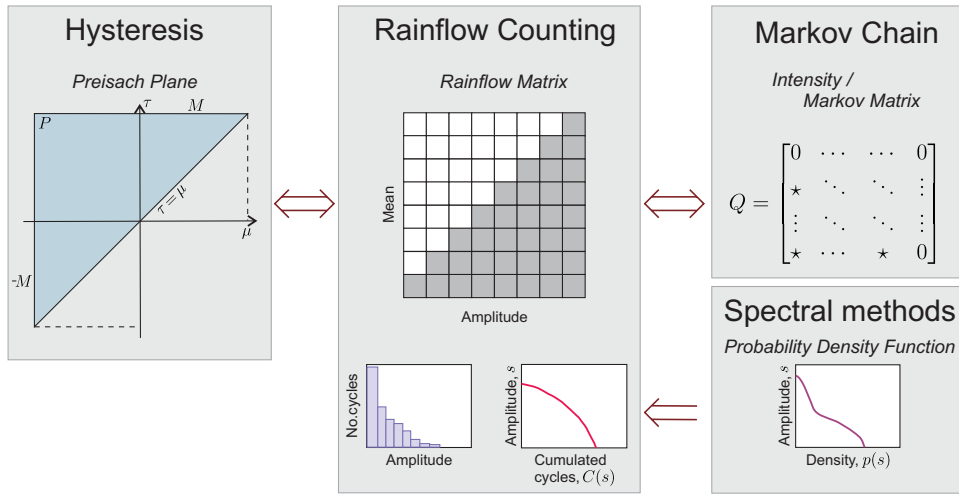 Hysteresis
Preisach Plane
τ
M
P
τ = μ
μ
-M
Rainflow Counting
Rainflow Matrix
Mean
Amplitude
No.cycles
Amplitude
Amplitude, s
Cumulated
cycles, C(s)
Markov Chain
Intensity /
Markov Matrix
Q = [0 ⋯ ⋯ 0
⋆ ⋱ ⋱ ⋮
⋮ ⋱ ⋱ ⋮
⋆ ⋯ ⋆ 0]
Spectral methods
Probability Density Function
Amplitude, s
Density, p(s)